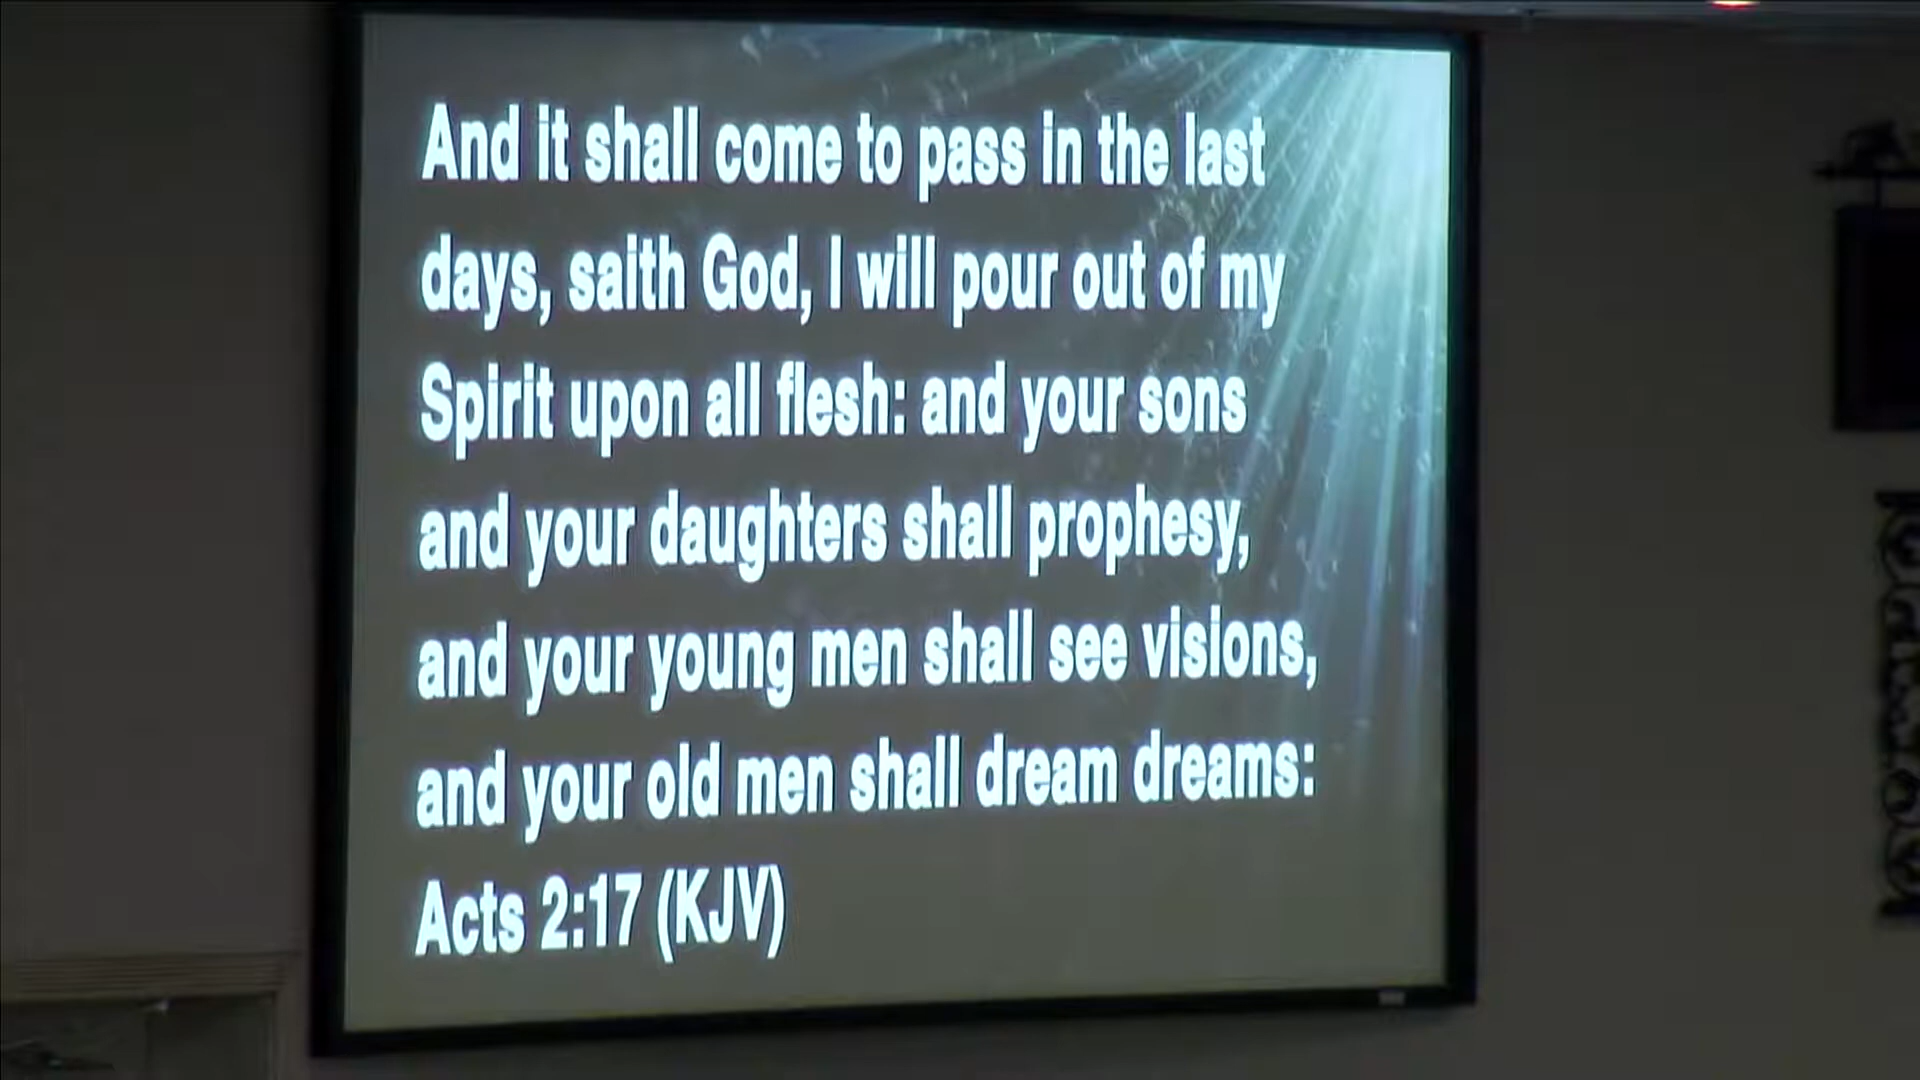 And it shall come to pass in the last
days, saith God, I will pour out of my
Spirit upon all flesh: and your sons
and your daughters shall prophesy,
and your young men shall see visions,
and your old men shall dream dreams:
Acts 2:17 (KJV)